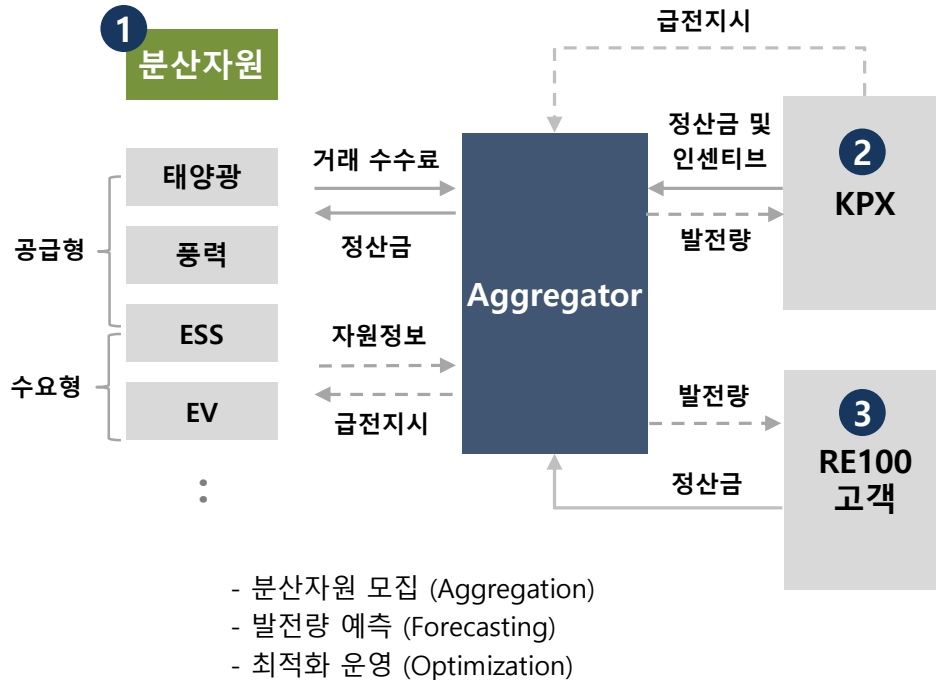 1
분산자원
급전지시
태양광
풍력
ESS
EV
:
공급형
수요형
거래 수수료
정산금
자원정보
급전지시
Aggregator
정산금 및
인센티브
발전량
2
KPX
발전량
정산금
3
RE100
고객
- 분산자원 모집 (Aggregation)
- 발전량 예측 (Forecasting)
- 최적화 운영 (Optimization)